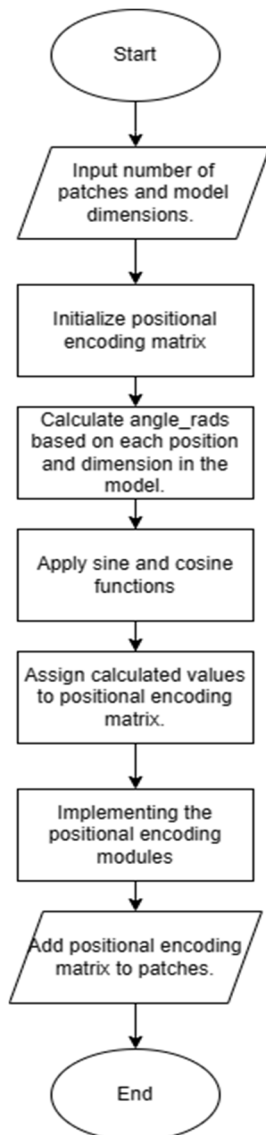 Start
Input number of
patches and model
dimensions.
Initialize positional
encoding matrix
Calculate angle_rads
based on each position
and dimension in the
model.
Apply sine and cosine
functions
Assign calculated values
to positional encoding
matrix.
Implementing the
positional encoding
modules
Add positional encoding
matrix to patches.
End